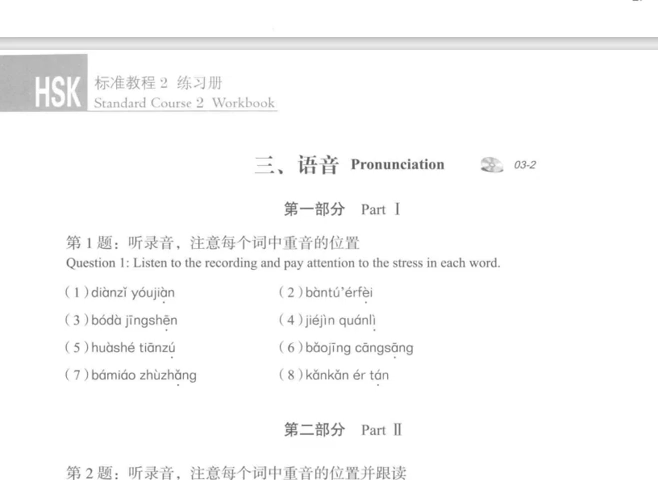 HSK 标准教程 2 练习册
Standard Course 2 Workbook
三、语音 Pronunciation 03-2
第一部分 Part Ⅰ
第 1 题：听录音，注意每个词中重音的位置
Question 1: Listen to the recording and pay attention to the stress in each word.
（1）diànzǐ yóujiàn （2）bàntú'érfèi
（3）bódà jīngshēn （4）jiéjìn quánlì
（5）huàshé tiānzú （6）bǎojīng cāngsāng
（7）bámiáo zhùzhǎng （8）kǎnkǎn ér tán
第二部分 Part Ⅱ
第 2 题：听录音，注意每个词中重音的位置并跟读